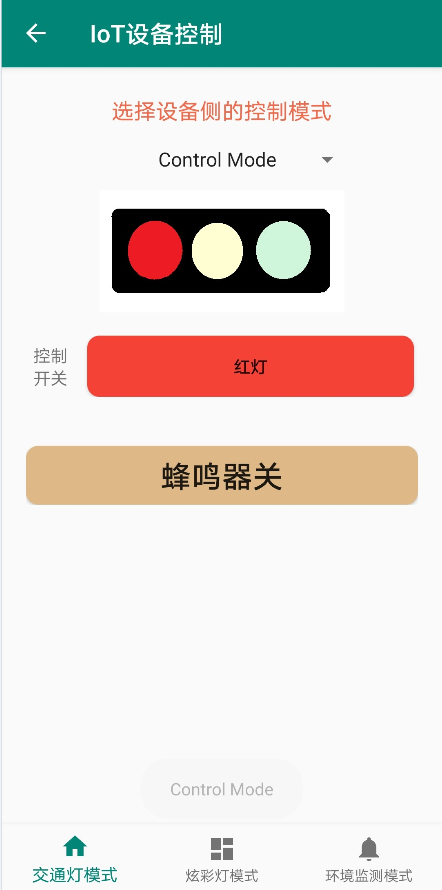 IoT设备控制
选择设备侧的控制模式
Control Mode
控制
开关
红灯
蜂鸣器关
Control Mode
交通灯模式
炫彩灯模式
环境监测模式